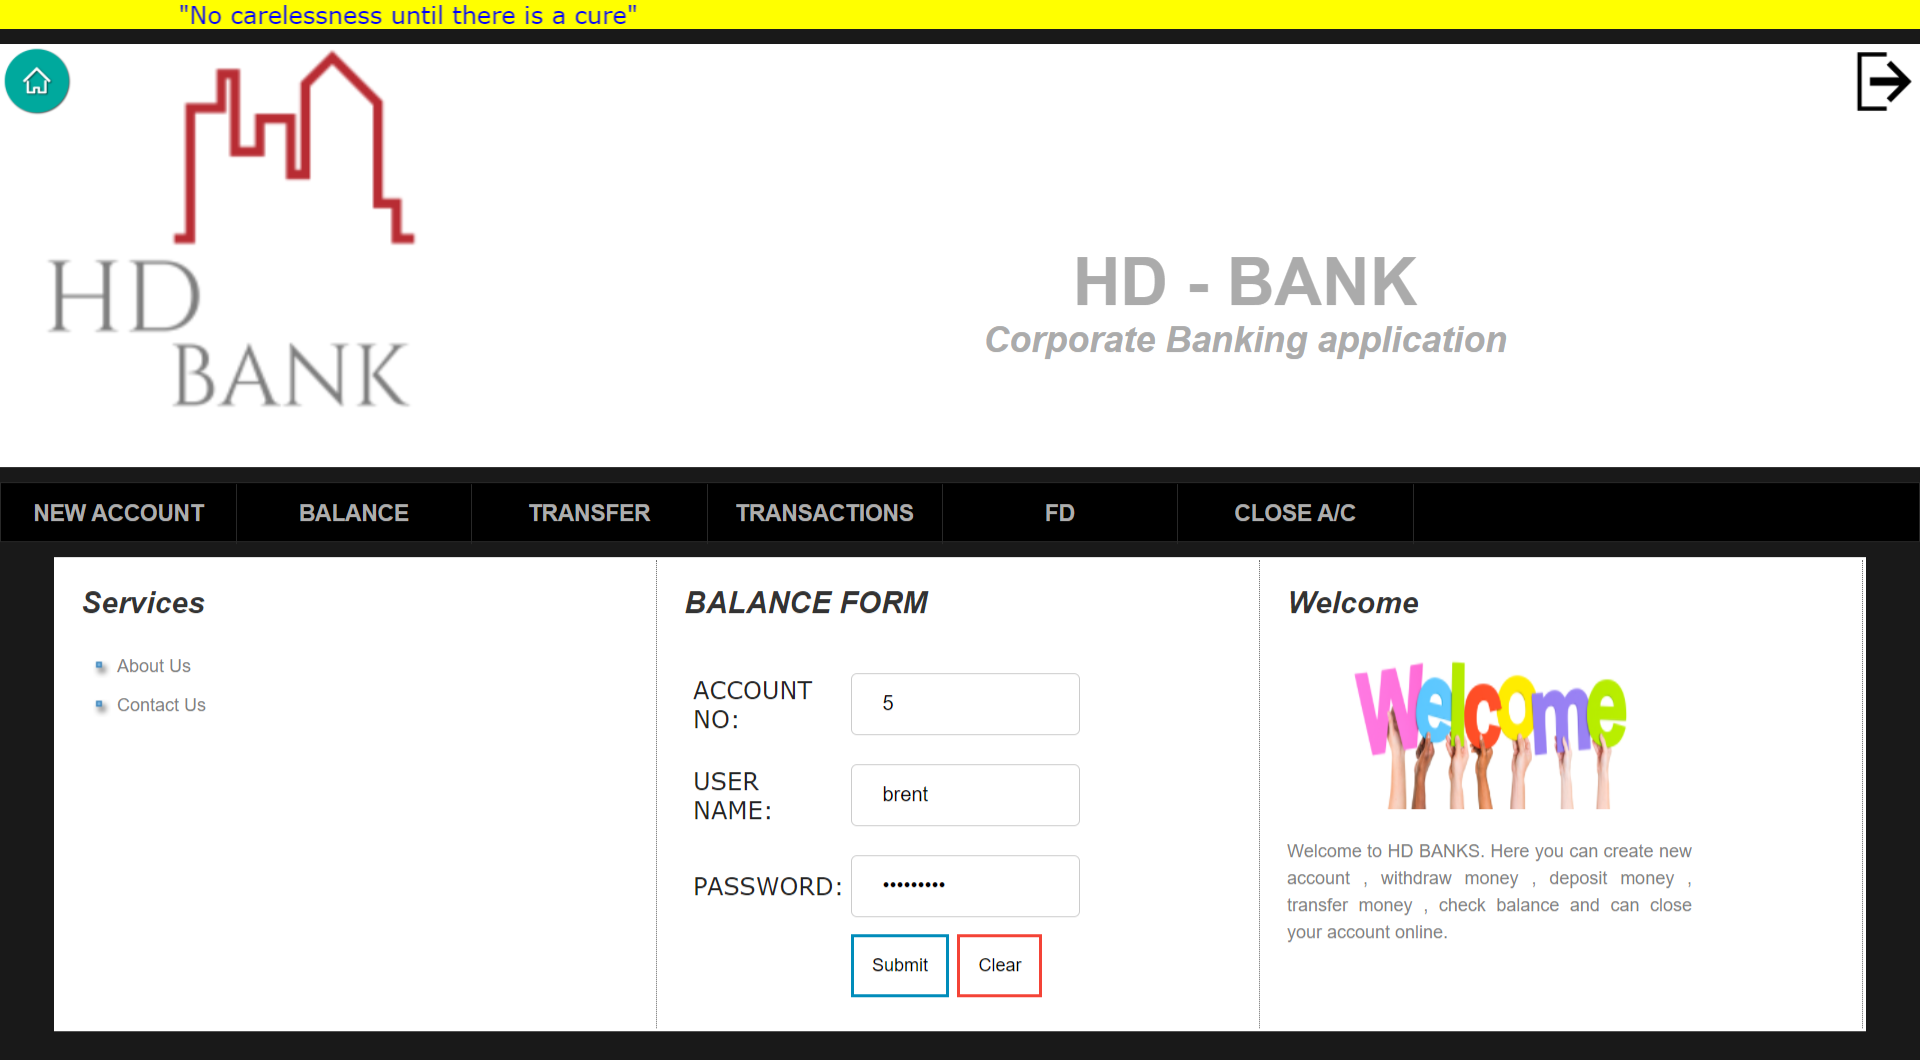 "No carelessness until there is a cure"
HD
BANK
HD - BANK
Corporate Banking application
NEW ACCOUNT
BALANCE
TRANSFER
TRANSACTIONS
FD
CLOSE A/C
Services
About Us
Contact Us
BALANCE FORM
ACCOUNT
NO:
5
USER
NAME:
brent
PASSWORD:
•••••••••
Submit
Clear
Welcome
Welcome
Welcome to HD BANKS. Here you can create new
account , withdraw money , deposit money ,
transfer money , check balance and can close
your account online.